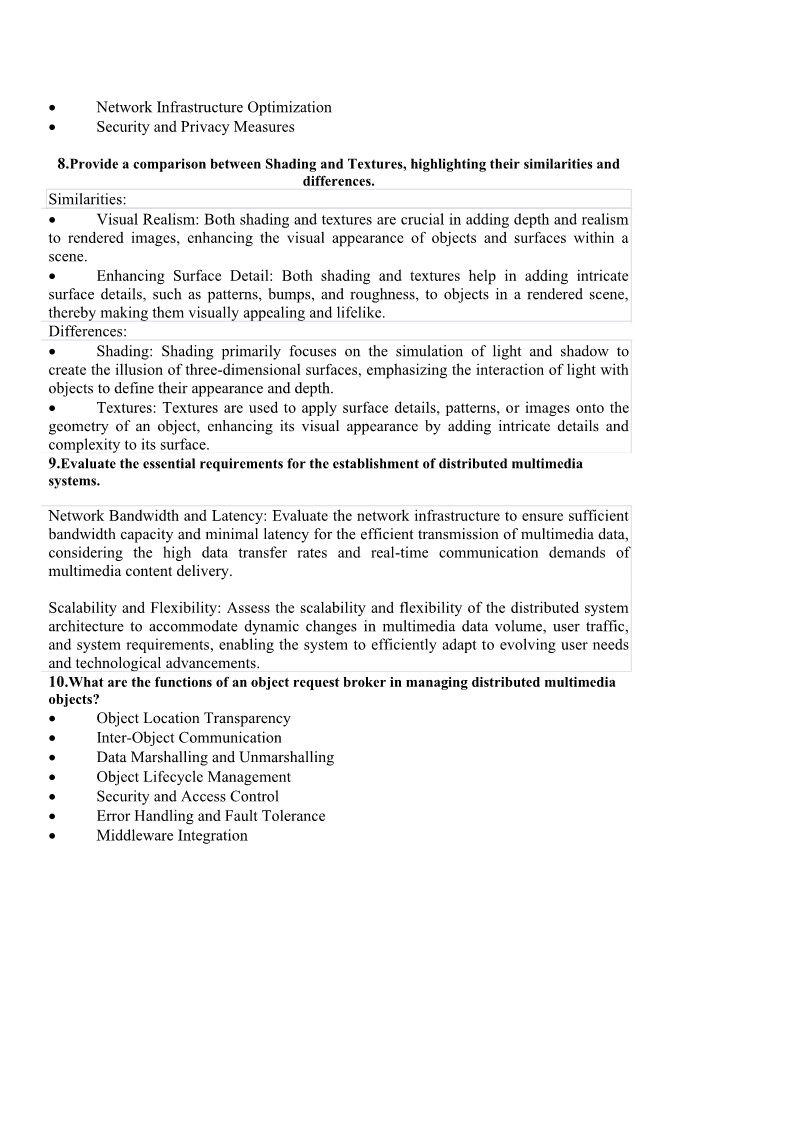 • Network Infrastructure Optimization
• Security and Privacy Measures
8.Provide a comparison between Shading and Textures, highlighting their similarities and
differences.
Similarities:
• Visual Realism: Both shading and textures are crucial in adding depth and realism
to rendered images, enhancing the visual appearance of objects and surfaces within a
scene.
• Enhancing Surface Detail: Both shading and textures help in adding intricate
surface details, such as patterns, bumps, and roughness, to objects in a rendered scene,
thereby making them visually appealing and lifelike.
Differences:
• Shading: Shading primarily focuses on the simulation of light and shadow to
create the illusion of three-dimensional surfaces, emphasizing the interaction of light with
objects to define their appearance and depth.
• Textures: Textures are used to apply surface details, patterns, or images onto the
geometry of an object, enhancing its visual appearance by adding intricate details and
complexity to its surface.
9.Evaluate the essential requirements for the establishment of distributed multimedia
systems.
Network Bandwidth and Latency: Evaluate the network infrastructure to ensure sufficient
bandwidth capacity and minimal latency for the efficient transmission of multimedia data,
considering the high data transfer rates and real-time communication demands of
multimedia content delivery.
Scalability and Flexibility: Assess the scalability and flexibility of the distributed system
architecture to accommodate dynamic changes in multimedia data volume, user traffic,
and system requirements, enabling the system to efficiently adapt to evolving user needs
and technological advancements.
10.What are the functions of an object request broker in managing distributed multimedia
objects?
• Object Location Transparency
• Inter-Object Communication
• Data Marshalling and Unmarshalling
• Object Lifecycle Management
• Security and Access Control
• Error Handling and Fault Tolerance
• Middleware Integration